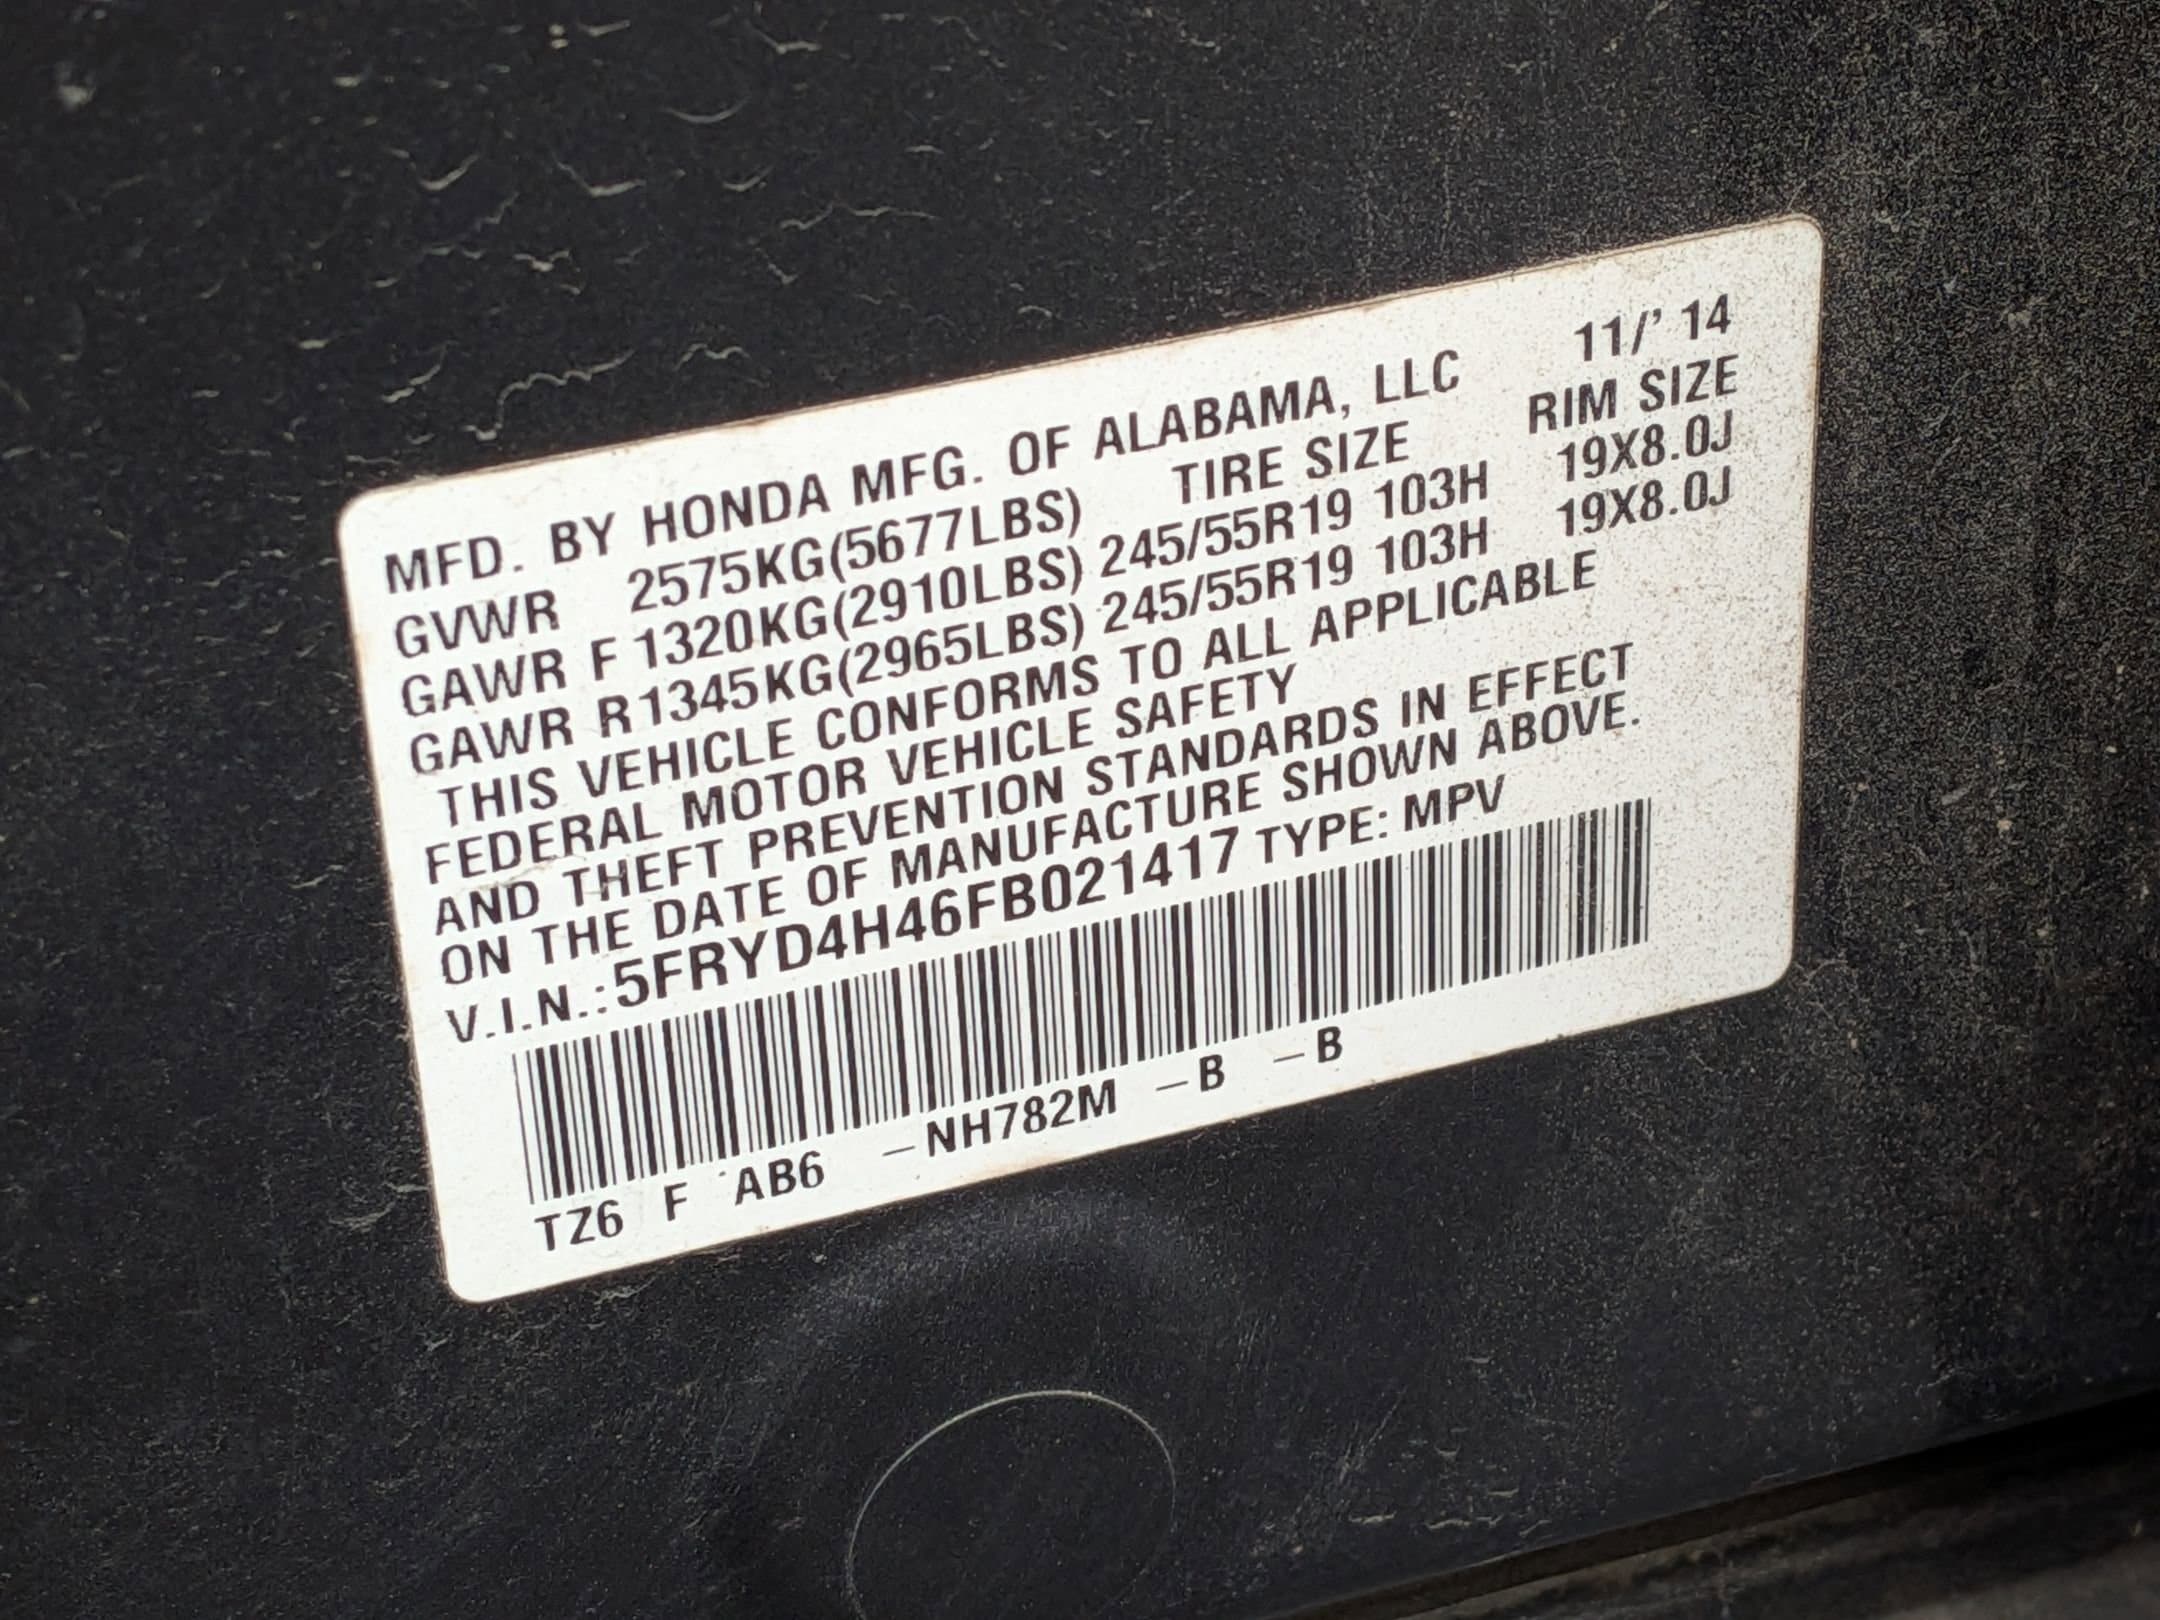 MFD. BY HONDA MFG. OF ALABAMA, LLC 11/' 14
GVWR 2575KG(5677LBS) TIRE SIZE RIM SIZE
GAWR F 1320KG(2910LBS) 245/55R19 103H 19X8.0J
GAWR R 1345KG(2965LBS) 245/55R19 103H 19X8.0J
THIS VEHICLE CONFORMS TO ALL APPLICABLE
FEDERAL MOTOR VEHICLE SAFETY
AND THEFT PREVENTION STANDARDS IN EFFECT
ON THE DATE OF MANUFACTURE SHOWN ABOVE.
V.I.N.:5FRYD4H46FB021417 TYPE: MPV
TZ6 F AB6 -NH782M -B -B